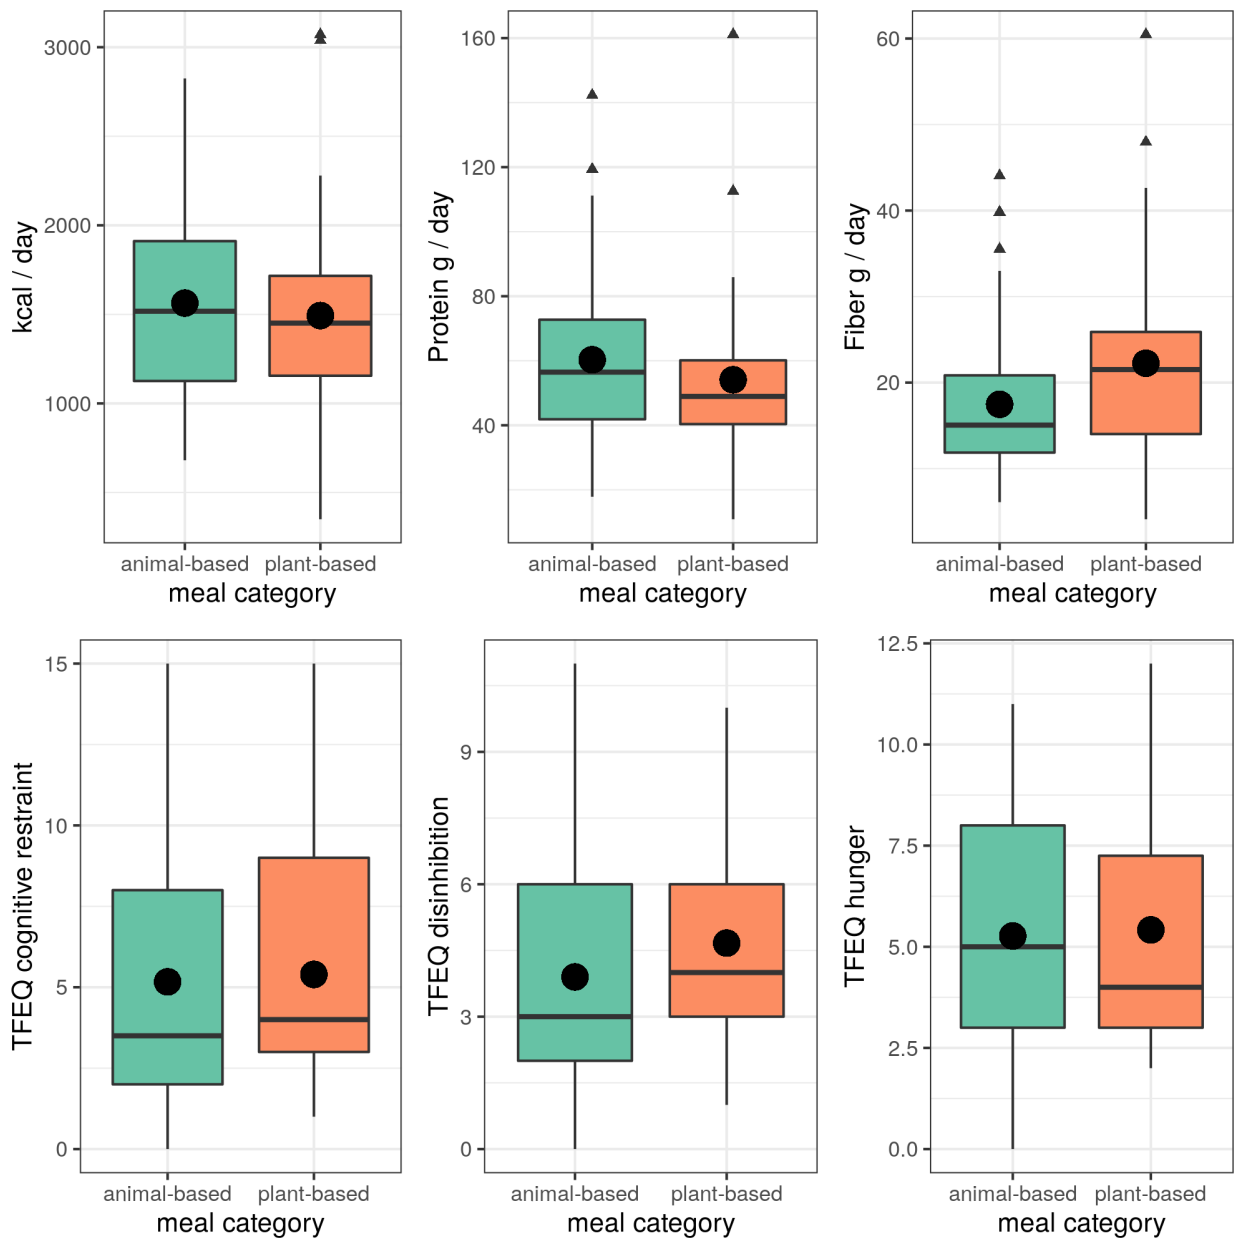 kcal / day
3000
2000
1000
animal-based plant-based
meal category
Protein g / day
160
120
80
40
animal-based plant-based
meal category
Fiber g / day
60
40
20
animal-based plant-based
meal category
TFEQ cognitive restraint
15
10
5
0
animal-based plant-based
meal category
TFEQ disinhibition
9
6
3
0
animal-based plant-based
meal category
TFEQ hunger
12.5
10.0
7.5
5.0
2.5
0.0
animal-based plant-based
meal category